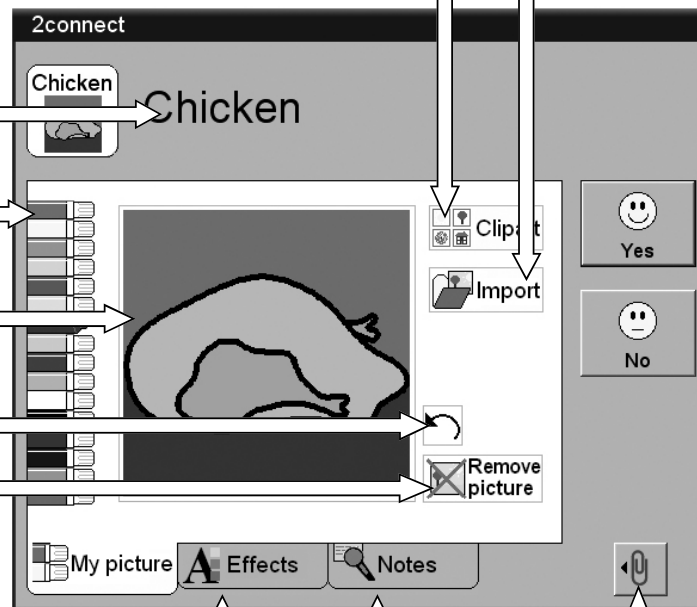 2connect
Chicken
Chicken
Clipart
Import
Yes
No
Remove
picture
My picture
A Effects
Notes